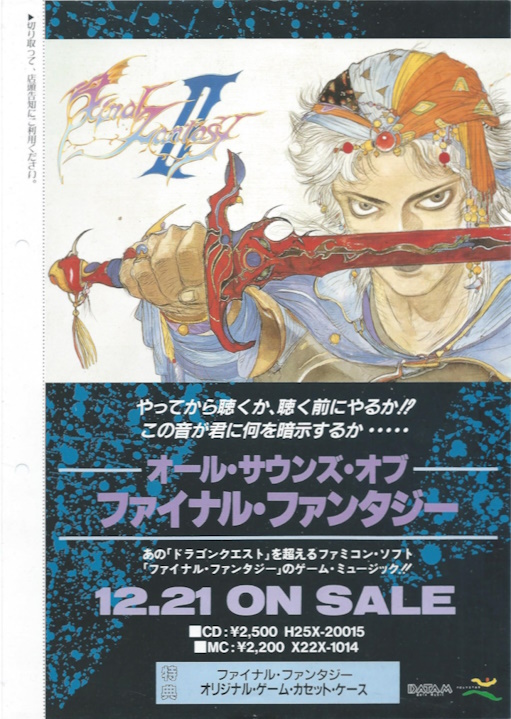 ▶切り取って、店頭告知にご利用ください。
Final Fantasy II
やってから聴くか、聴く前にやるか!?
この音が君に何を暗示するか・・・・・
オール・サウンズ・オブ
ファイナル・ファンタジー
あの「ドラゴンクエスト」を超えるファミコン・ソフト
「ファイナル・ファンタジー」のゲーム・ミュージック!!
12.21 ON SALE
■CD:¥2,500 H25X-20015
■MC:¥2,200 X22X-1014
特典
ファイナル・ファンタジー
オリジナル・ゲーム・カセット・ケース
DATAM
POLYSTAR